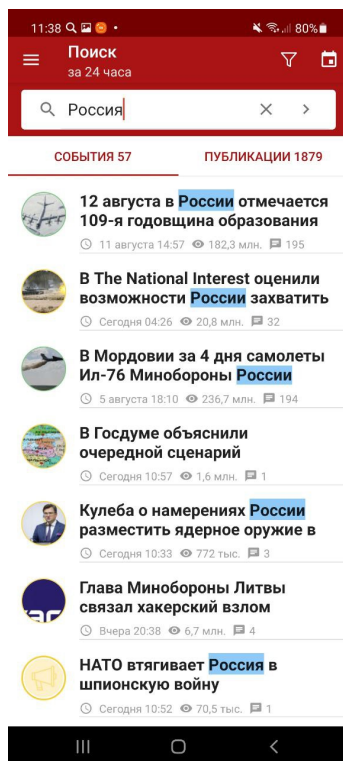 11:38
80%
Поиск
за 24 часа
Россия
СОБЫТИЯ 57
ПУБЛИКАЦИИ 1879
12 августа в России отмечается
109-я годовщина образования
11 августа 14:57 182,3 млн. 195
В The National Interest оценили
возможности России захватить
Сегодня 04:26 20,8 млн. 32
В Мордовии за 4 дня самолеты
Ил-76 Минобороны России
5 августа 18:10 236,7 млн. 194
В Госдуме объяснили
очередной сценарий
Сегодня 10:57 1,6 млн. 1
Кулеба о намерениях России
разместить ядерное оружие в
Сегодня 10:33 772 тыс. 3
Глава Минобороны Литвы
связал хакерский взлом
Вчера 20:38 6,7 млн. 4
НАТО втягивает Россия в
шпионскую войну
Сегодня 10:52 70,5 тыс. 1